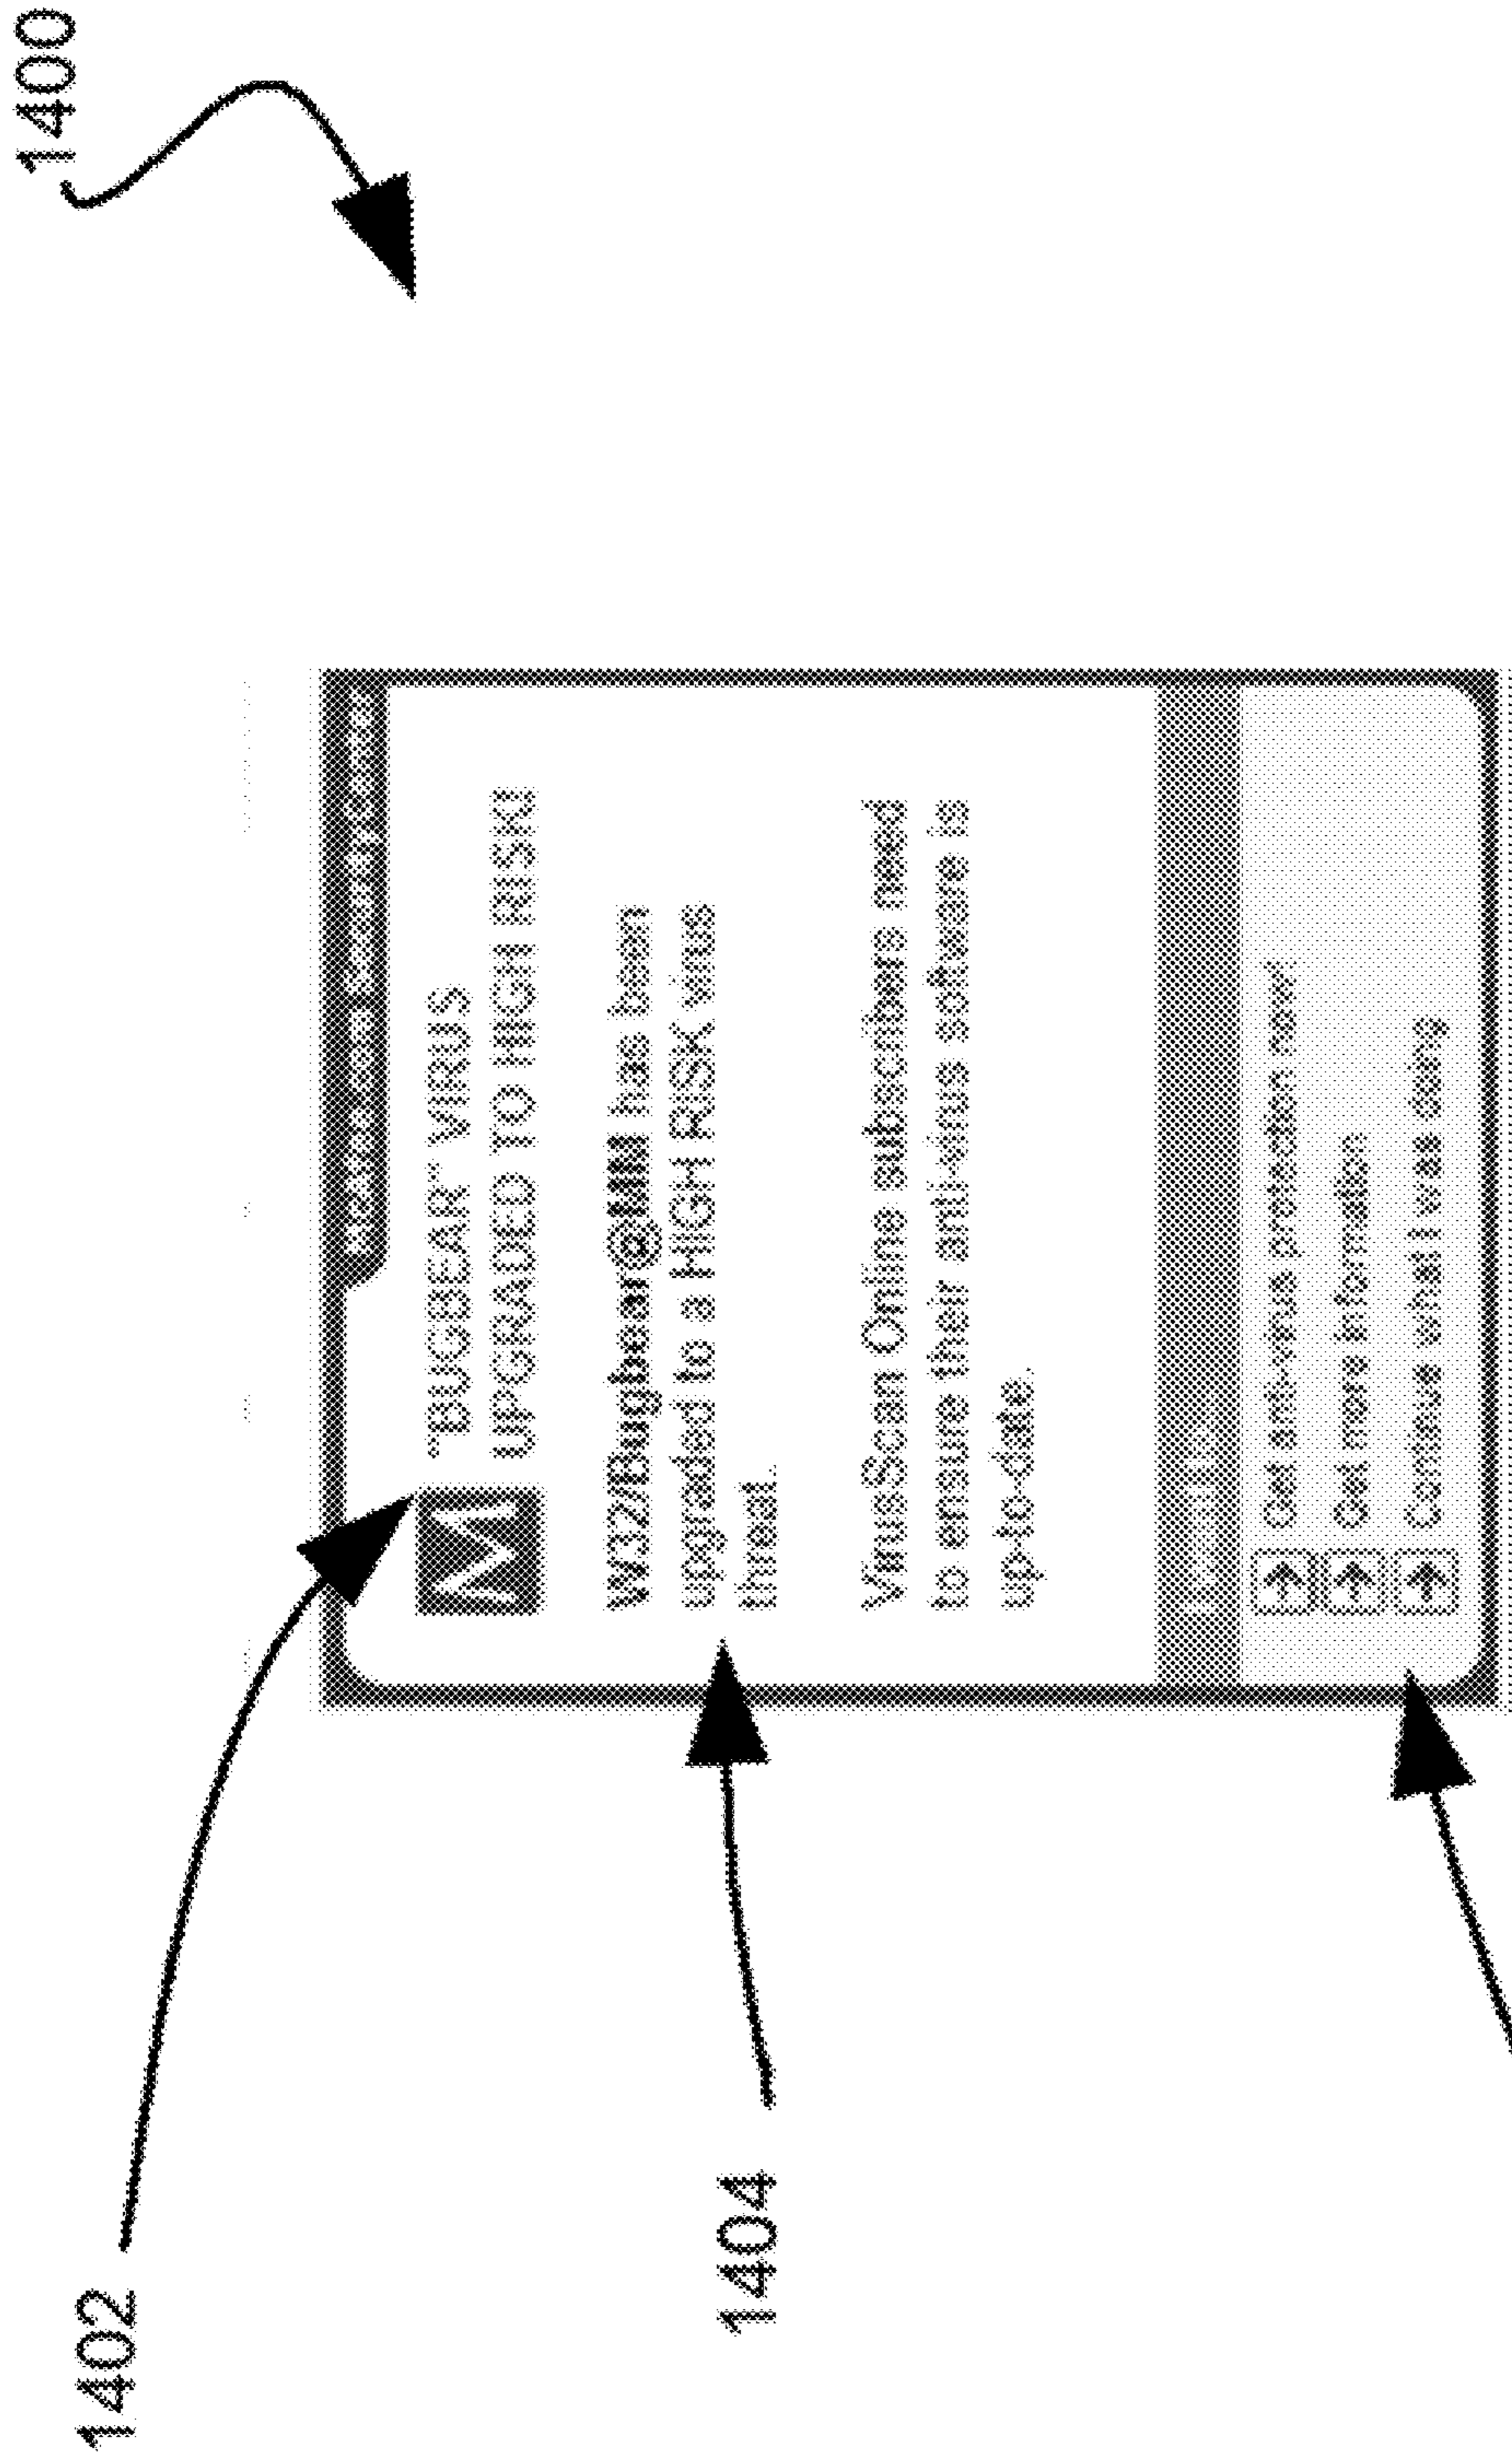 1400
1402
1404
M
"BUGBEAR" VIRUS
UPGRADED TO HIGH RISK!
W32/Bugbear@MM has been
upgraded to a HIGH RISK virus
threat.
VirusScan Online subscribers need
to ensure their anti-virus software is
up-to-date.
Get anti-virus protection now!
Get more information
Continue what I was doing